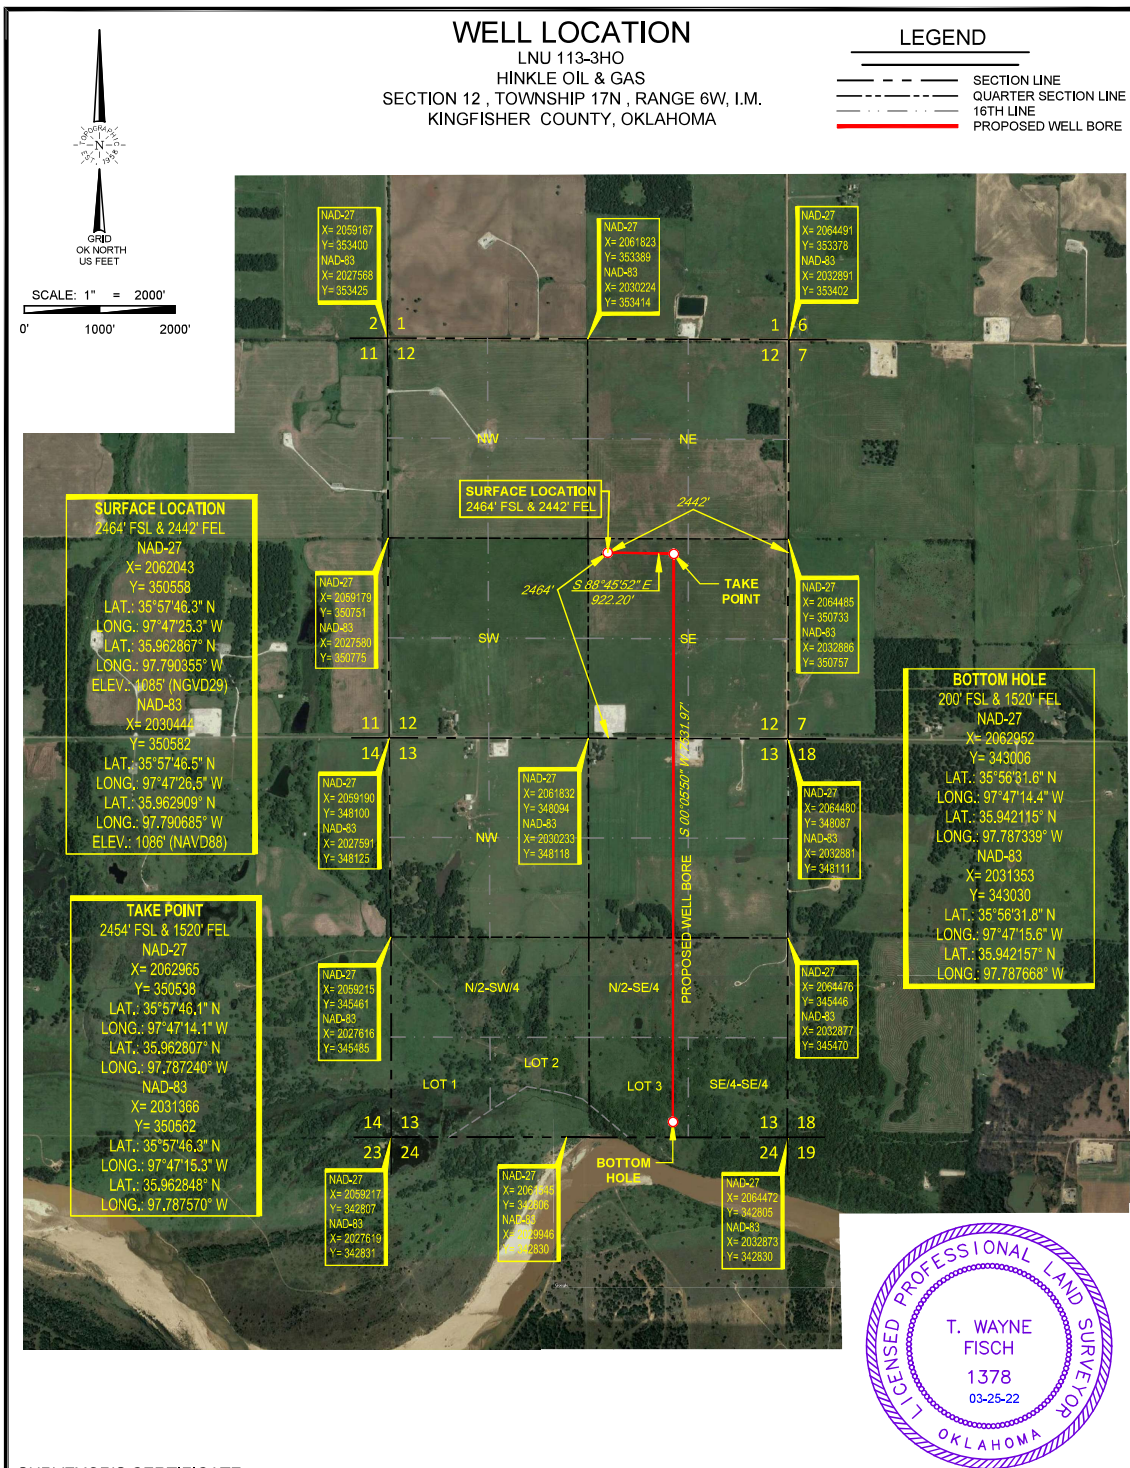 WELL LOCATION
LNU 113-3HO
HINKLE OIL & GAS
SECTION 12 , TOWNSHIP 17N , RANGE 6W, I.M.
KINGFISHER COUNTY, OKLAHOMA
LEGEND
SECTION LINE
QUARTER SECTION LINE
16TH LINE
PROPOSED WELL BORE
TOPOGRAPHIC
N
EST. 1958
GRID
OK NORTH
US FEET
SCALE: 1" = 2000'
0' 1000' 2000'
NAD-27
X= 2059167
Y= 353400
NAD-83
X= 2027568
Y= 353425
NAD-27
X= 2061823
Y= 353389
NAD-83
X= 2030224
Y= 353414
NAD-27
X= 2064491
Y= 353378
NAD-83
X= 2032891
Y= 353402
2 1
11 12
1 6
12 7
NW
NE
SURFACE LOCATION
2464' FSL & 2442' FEL
2442'
2464'
S 88°45'52" E
922.20'
TAKE
POINT
SURFACE LOCATION
2464' FSL & 2442' FEL
NAD-27
X= 2062043
Y= 350558
LAT.: 35°57'46.3" N
LONG.: 97°47'25.3" W
LAT.: 35.962867° N
LONG.: 97.790355° W
ELEV.: 1085' (NGVD29)
NAD-83
X= 2030444
Y= 350582
LAT.: 35°57'46.5" N
LONG.: 97°47'26.5" W
LAT.: 35.962909° N
LONG.: 97.790685° W
ELEV.: 1086' (NAVD88)
NAD-27
X= 2059179
Y= 350751
NAD-83
X= 2027580
Y= 350775
NAD-27
X= 2064485
Y= 350733
NAD-83
X= 2032886
Y= 350757
SW
SE
11 12
14 13
12 7
13 18
BOTTOM HOLE
200' FSL & 1520' FEL
NAD-27
X= 2062952
Y= 343006
LAT.: 35°56'31.6" N
LONG.: 97°47'14.4" W
LAT.: 35.942115° N
LONG.: 97.787339° W
NAD-83
X= 2031353
Y= 343030
LAT.: 35°56'31.8" N
LONG.: 97°47'15.6" W
LAT.: 35.942157° N
LONG.: 97.787668° W
NAD-27
X= 2059190
Y= 348100
NAD-83
X= 2027591
Y= 348125
NAD-27
X= 2061832
Y= 348094
NAD-83
X= 2030233
Y= 348118
NAD-27
X= 2064480
Y= 348087
NAD-83
X= 2032881
Y= 348111
NW
S 00°05'50" W 7531.97'
PROPOSED WELL BORE
TAKE POINT
2454' FSL & 1520' FEL
NAD-27
X= 2062965
Y= 350538
LAT.: 35°57'46.1" N
LONG.: 97°47'14.1" W
LAT.: 35.962807° N
LONG.: 97.787240° W
NAD-83
X= 2031366
Y= 350562
LAT.: 35°57'46.3" N
LONG.: 97°47'15.3" W
LAT.: 35.962848° N
LONG.: 97.787570° W
NAD-27
X= 2059215
Y= 345461
NAD-83
X= 2027616
Y= 345485
NAD-27
X= 2064476
Y= 345446
NAD-83
X= 2032877
Y= 345470
N/2-SW/4
N/2-SE/4
LOT 1
LOT 2
LOT 3
SE/4-SE/4
14 13
23 24
13 18
24 19
BOTTOM
HOLE
NAD-27
X= 2059217
Y= 342807
NAD-83
X= 2027619
Y= 342831
NAD-27
X= 2061545
Y= 342806
NAD-83
X= 2029946
Y= 342830
NAD-27
X= 2064472
Y= 342805
NAD-83
X= 2032873
Y= 342830
LICENSED PROFESSIONAL LAND SURVEYOR
T. WAYNE
FISCH
1378
03-25-22
OKLAHOMA